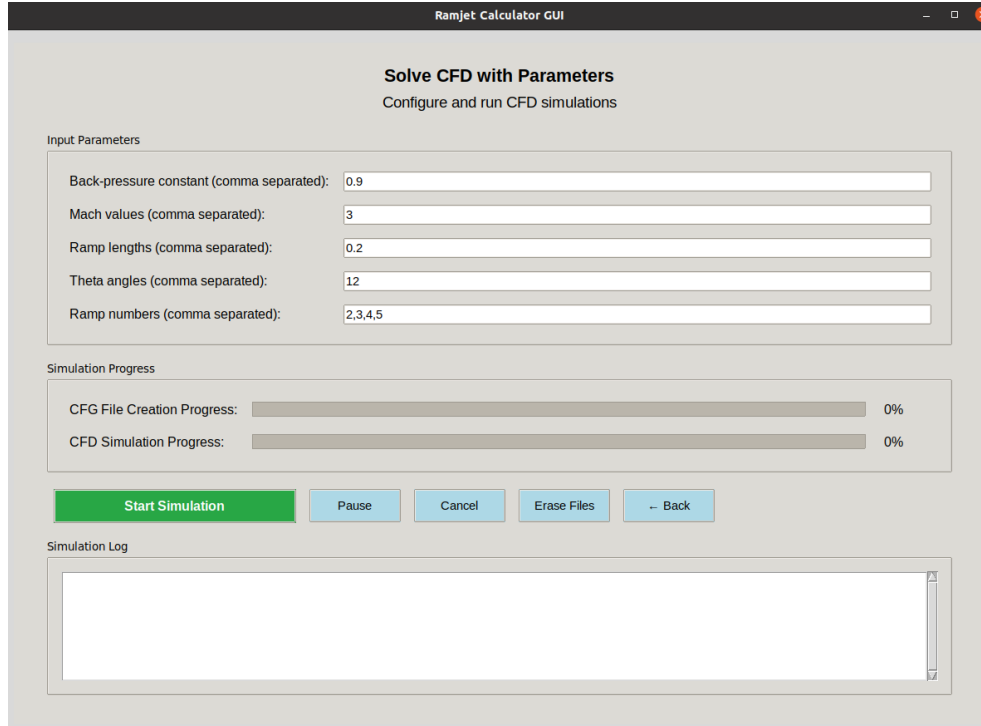 Ramjet Calculator GUI
Solve CFD with Parameters
Configure and run CFD simulations
Input Parameters
Back-pressure constant (comma separated): 0.9
Mach values (comma separated): 3
Ramp lengths (comma separated): 0.2
Theta angles (comma separated): 12
Ramp numbers (comma separated): 2,3,4,5
Simulation Progress
CFG File Creation Progress: 0%
CFD Simulation Progress: 0%
Start Simulation Pause Cancel Erase Files ← Back
Simulation Log